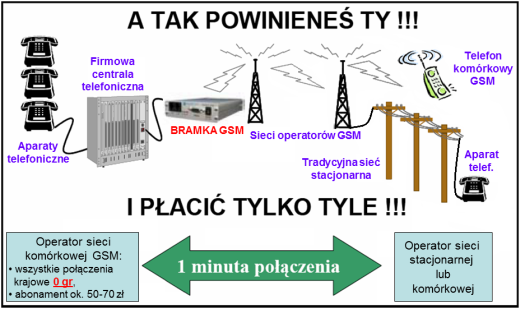 A TAK POWINIENEŚ TY !!!
Firmowa
centrala
telefoniczna
Telefon
komórkowy
GSM
BRAMKA GSM
Sieci operatorów GSM
Aparaty
telefoniczne
Tradycyjna sieć
stacjonarna
Aparat
telef.
I PŁACIĆ TYLKO TYLE !!!
Operator sieci
komórkowej GSM:
• wszystkie połączenia
krajowe 0 gr,
• abonament ok. 50-70 zł
1 minuta połączenia
Operator sieci
stacjonarnej
lub
komórkowej